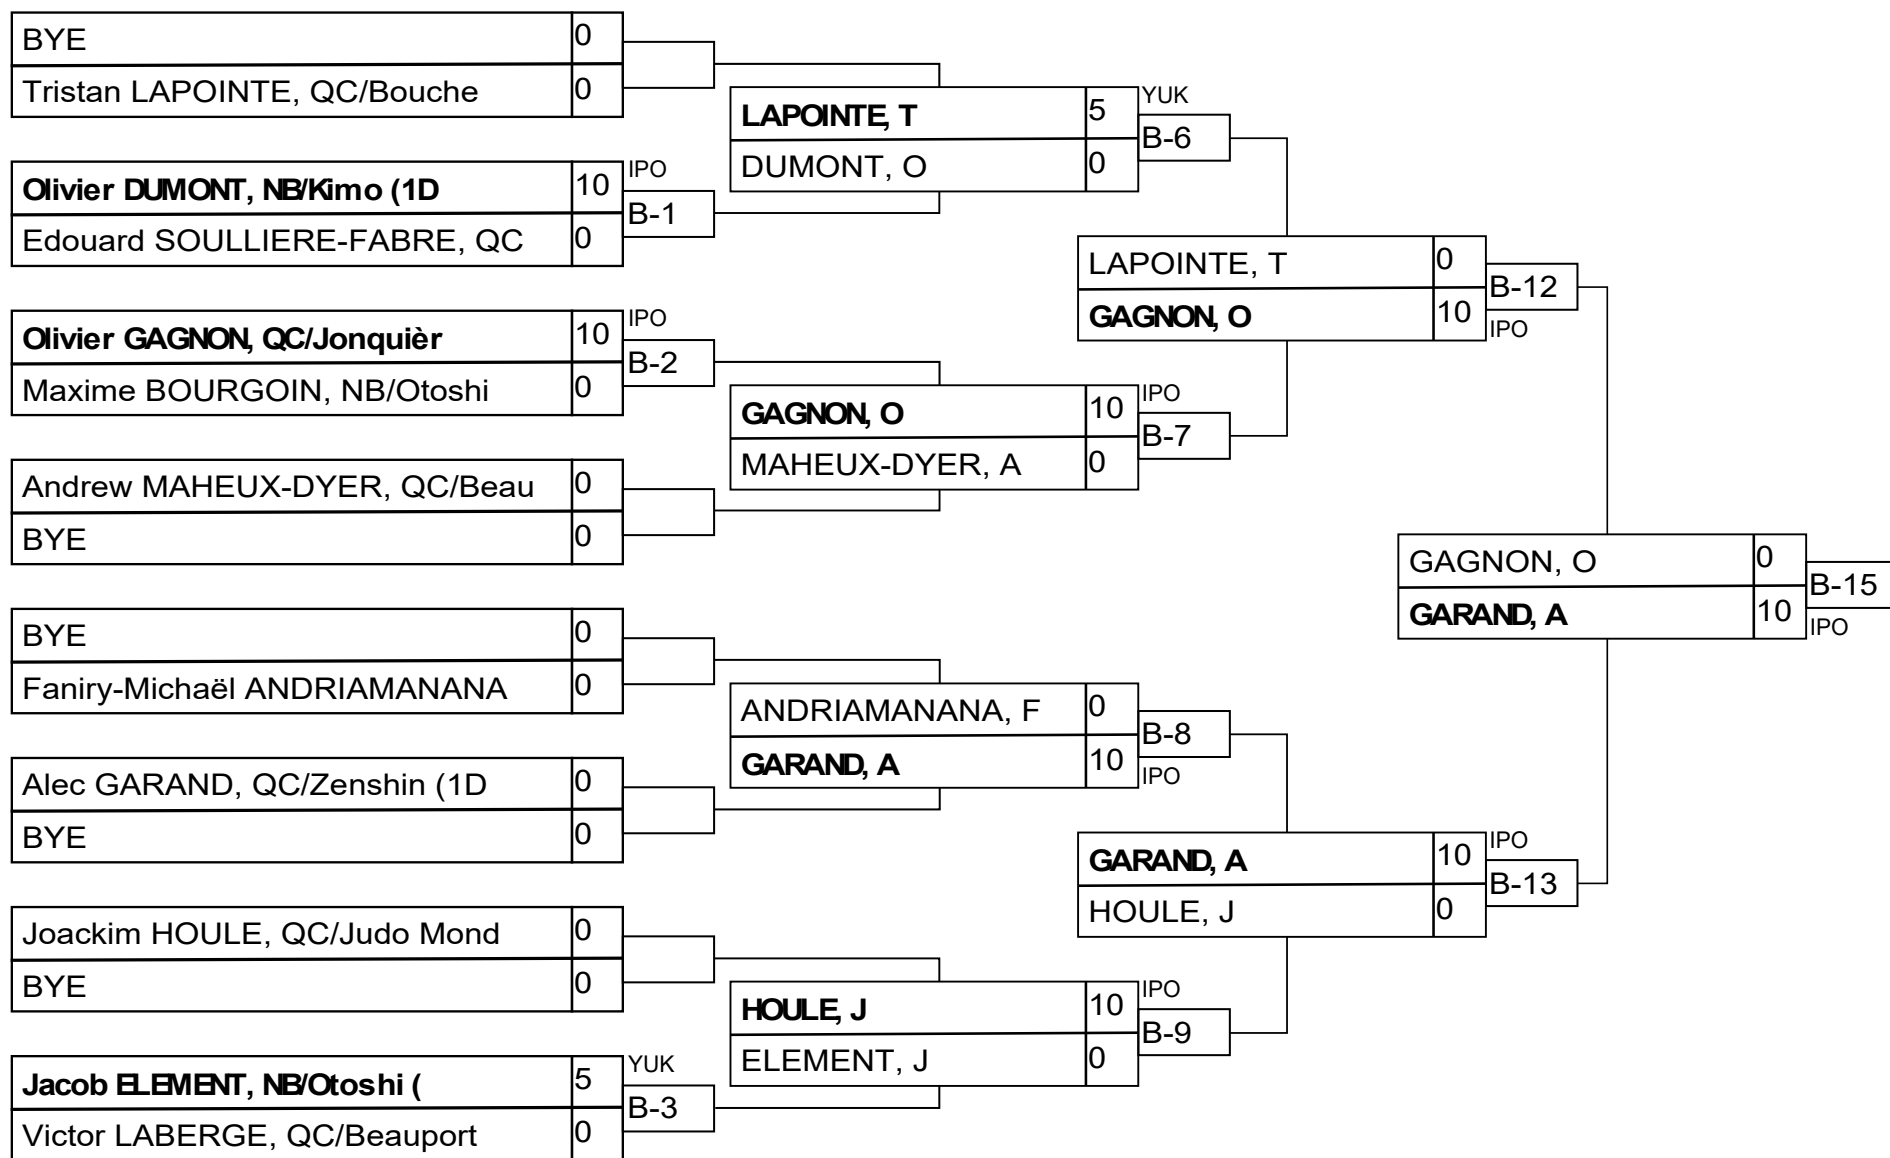 BYE 0
Tristan LAPOINTE, QC/Bouche 0
Olivier DUMONT, NB/Kimo (1D 10 IPO
B-1
Edouard SOULLIERE-FABRE, QC 0
Olivier GAGNON, QC/Jonquièr 10 IPO
B-2
Maxime BOURGOIN, NB/Otoshi 0
Andrew MAHEUX-DYER, QC/Beau 0
BYE 0
BYE 0
Faniry-Michaël ANDRIAMANANA 0
Alec GARAND, QC/Zenshin (1D 0
BYE 0
Joackim HOULE, QC/Judo Mond 0
BYE 0
Jacob ELEMENT, NB/Otoshi ( 5 YUK
B-3
Victor LABERGE, QC/Beauport 0
LAPOINTE, T 5 YUK
B-6
DUMONT, O 0
GAGNON, O 10 IPO
B-7
MAHEUX-DYER, A 0
ANDRIAMANANA, F 0
B-8
GARAND, A 10 IPO
HOULE, J 10 IPO
B-9
ELEMENT, J 0
LAPOINTE, T 0
B-12
GAGNON, O 10 IPO
GARAND, A 10 IPO
B-13
HOULE, J 0
GAGNON, O 0
B-15
GARAND, A 10 IPO